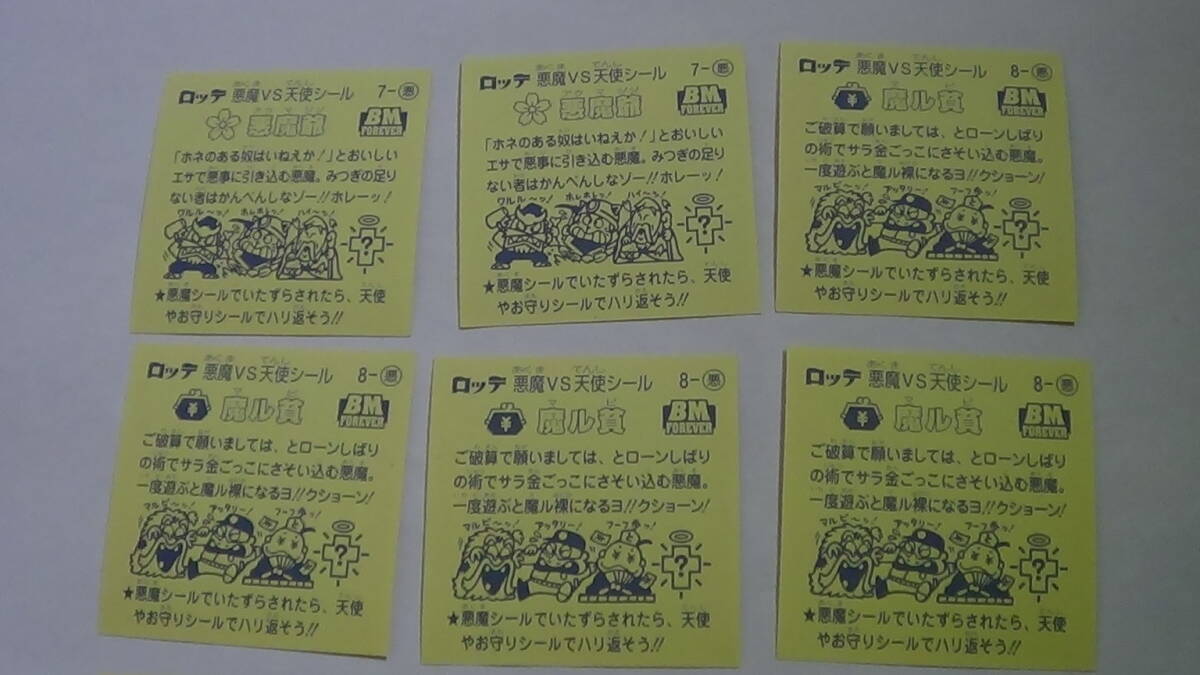 ロッテ 悪魔VS天使シール 7-悪
悪魔爺
BM FOREVER
「ホネのある奴はいねえか!」とおいしい
エサで悪事に引き込む悪魔。みつぎの足り
ない者はかんべんしなゾー!!ホレーッ!
ワルル〜ッ! ホレホレッ! ハイ〜ッ!
?
★悪魔シールでいたずらされたら、天使
やお守りシールでハリ返そう!!
ロッテ 悪魔VS天使シール 7-悪
悪魔爺
BM FOREVER
「ホネのある奴はいねえか!」とおいしい
エサで悪事に引き込む悪魔。みつぎの足り
ない者はかんべんしなゾー!!ホレーッ!
ワルル〜ッ! ホレホレッ! ハイ〜ッ!
?
★悪魔シールでいたずらされたら、天使
やお守りシールでハリ返そう!!
ロッテ 悪魔VS天使シール 8-悪
¥ 魔ル貧
BM FOREVER
ご破算で願いましては、とローンしばり
の術でサラ金ごっこにさそい込む悪魔。
一度遊ぶと魔ル裸になるヨ!!クショーン!
マルビ〜ッ! アッタリー!
?
★悪魔シールでいたずらされたら、天使
やお守りシールでハリ返そう!!
ロッテ 悪魔VS天使シール 8-悪
¥ 魔ル貧
BM FOREVER
ご破算で願いましては、とローンしばり
の術でサラ金ごっこにさそい込む悪魔。
一度遊ぶと魔ル裸になるヨ!!クショーン!
マルビ〜ッ! アッタリー!
?
★悪魔シールでいたずらされたら、天使
やお守りシールでハリ返そう!!
ロッテ 悪魔VS天使シール 8-悪
¥ 魔ル貧
BM FOREVER
ご破算で願いましては、とローンしばり
の術でサラ金ごっこにさそい込む悪魔。
一度遊ぶと魔ル裸になるヨ!!クショーン!
マルビ〜ッ! アッタリー!
?
★悪魔シールでいたずらされたら、天使
やお守りシールでハリ返そう!!
ロッテ 悪魔VS天使シール 8-悪
¥ 魔ル貧
BM FOREVER
ご破算で願いましては、とローンしばり
の術でサラ金ごっこにさそい込む悪魔。
一度遊ぶと魔ル裸になるヨ!!クショーン!
マルビ〜ッ! アッタリー!
?
★悪魔シールでいたずらされたら、天使
やお守りシールでハリ返そう!!